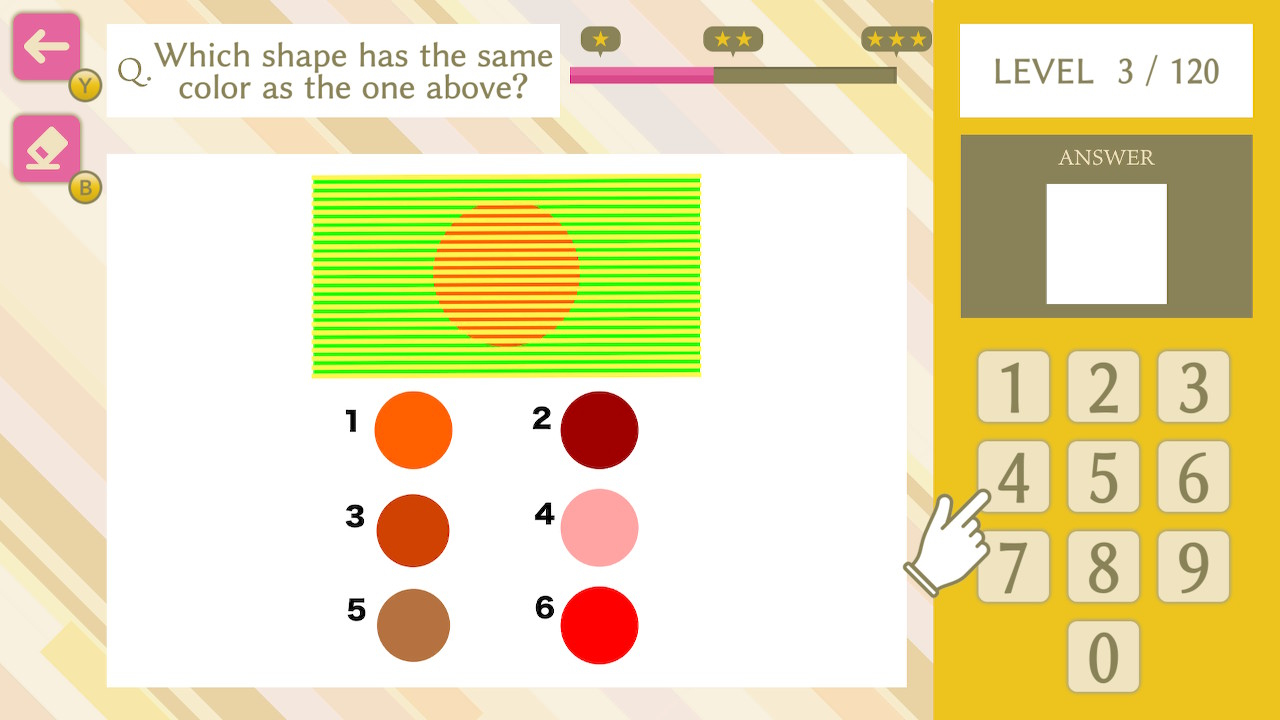 Y
B
Q. Which shape has the same
color as the one above?
LEVEL 3 / 120
ANSWER
1 2
3 4
5 6
1 2 3
4 5 6
7 8 9
0